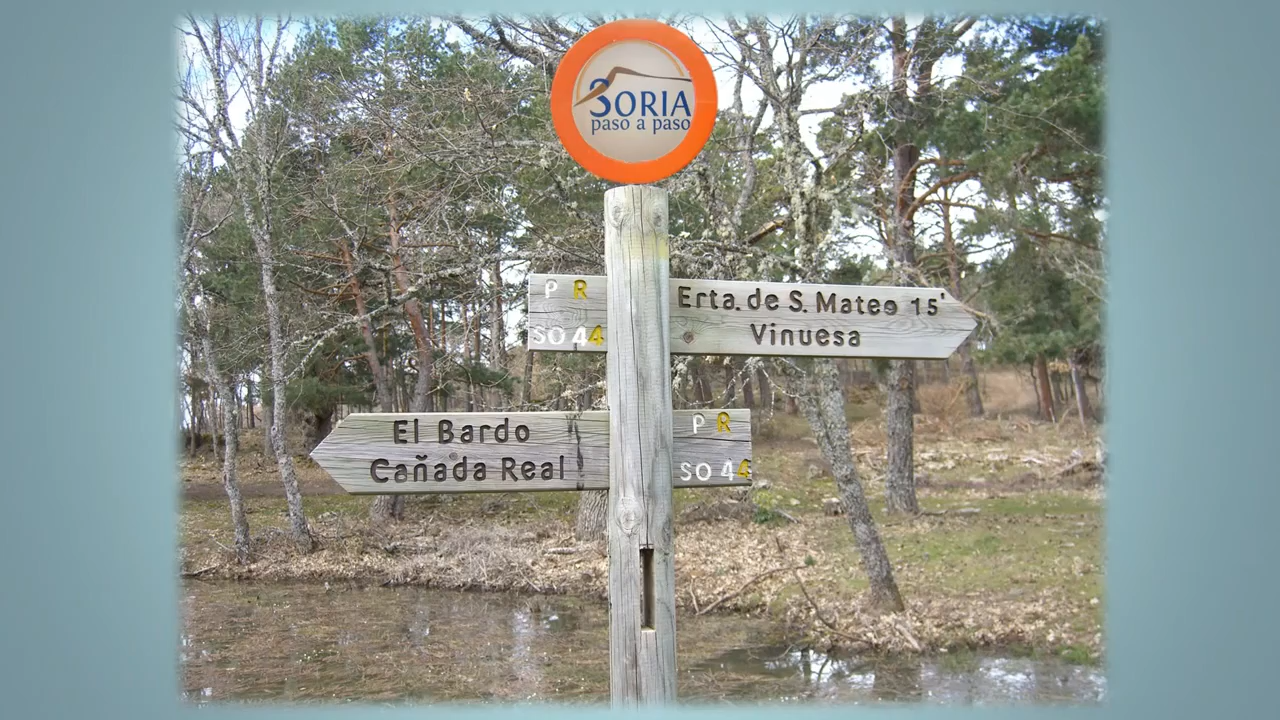 SORIA
paso a paso
P R
SO 44
Erta. de S. Mateo 15'
Vinuesa
El Bardo
Cañada Real
P R
SO 44